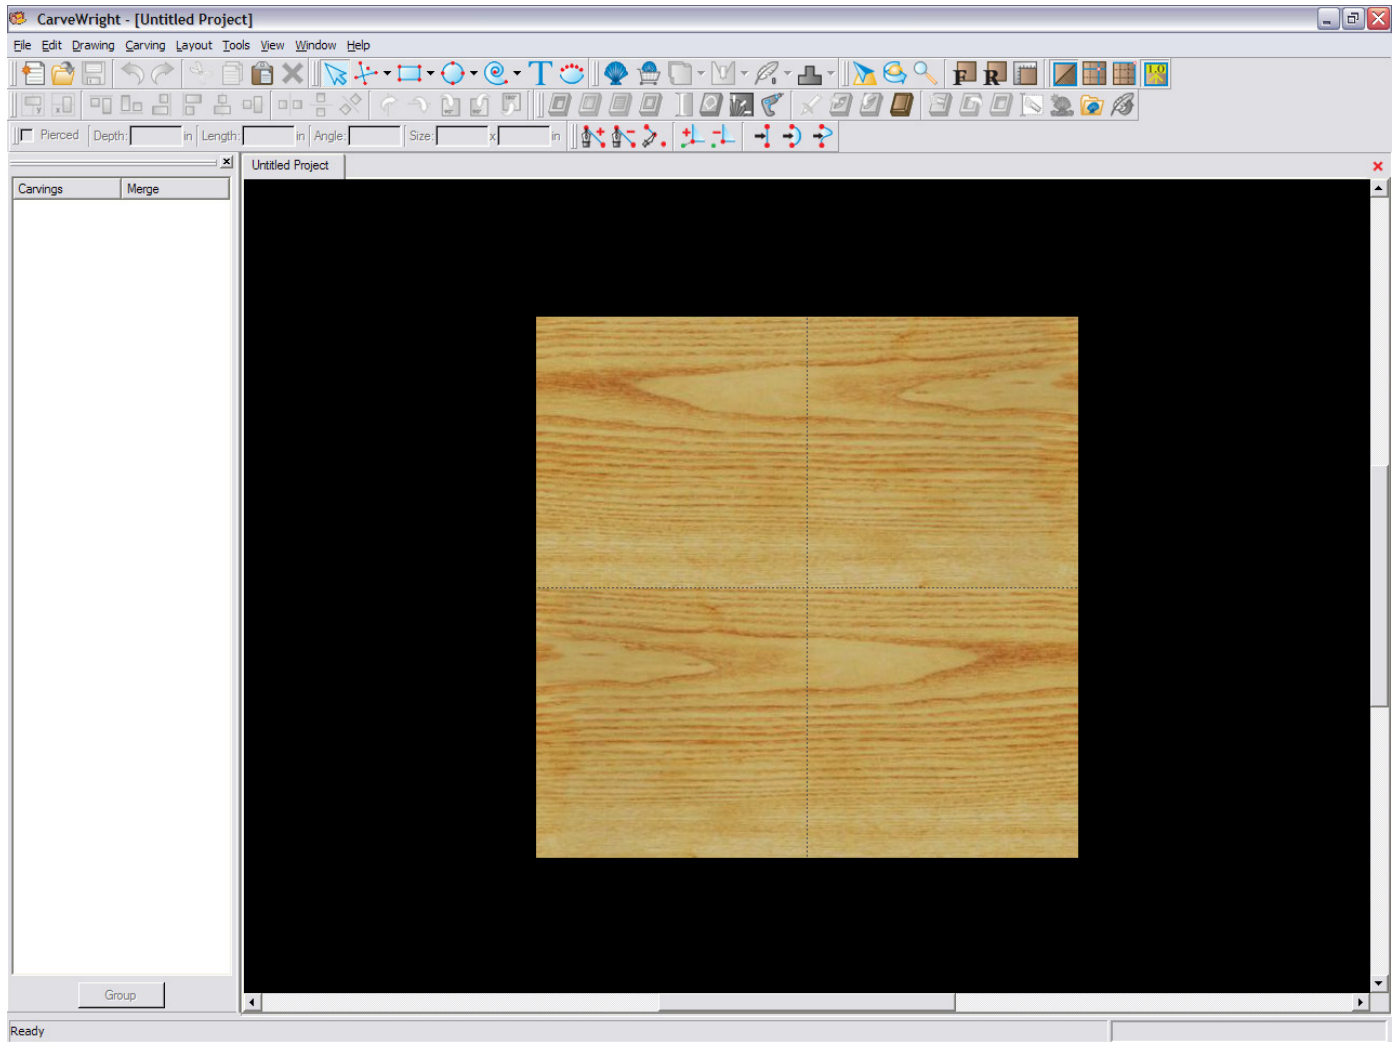 CarveWright - [Untitled Project]
File Edit Drawing Carving Layout Tools View Window Help
T
F R
Pierced Depth: in Length: in Angle: Size: x in
Untitled Project
Carvings Merge
Group
Ready